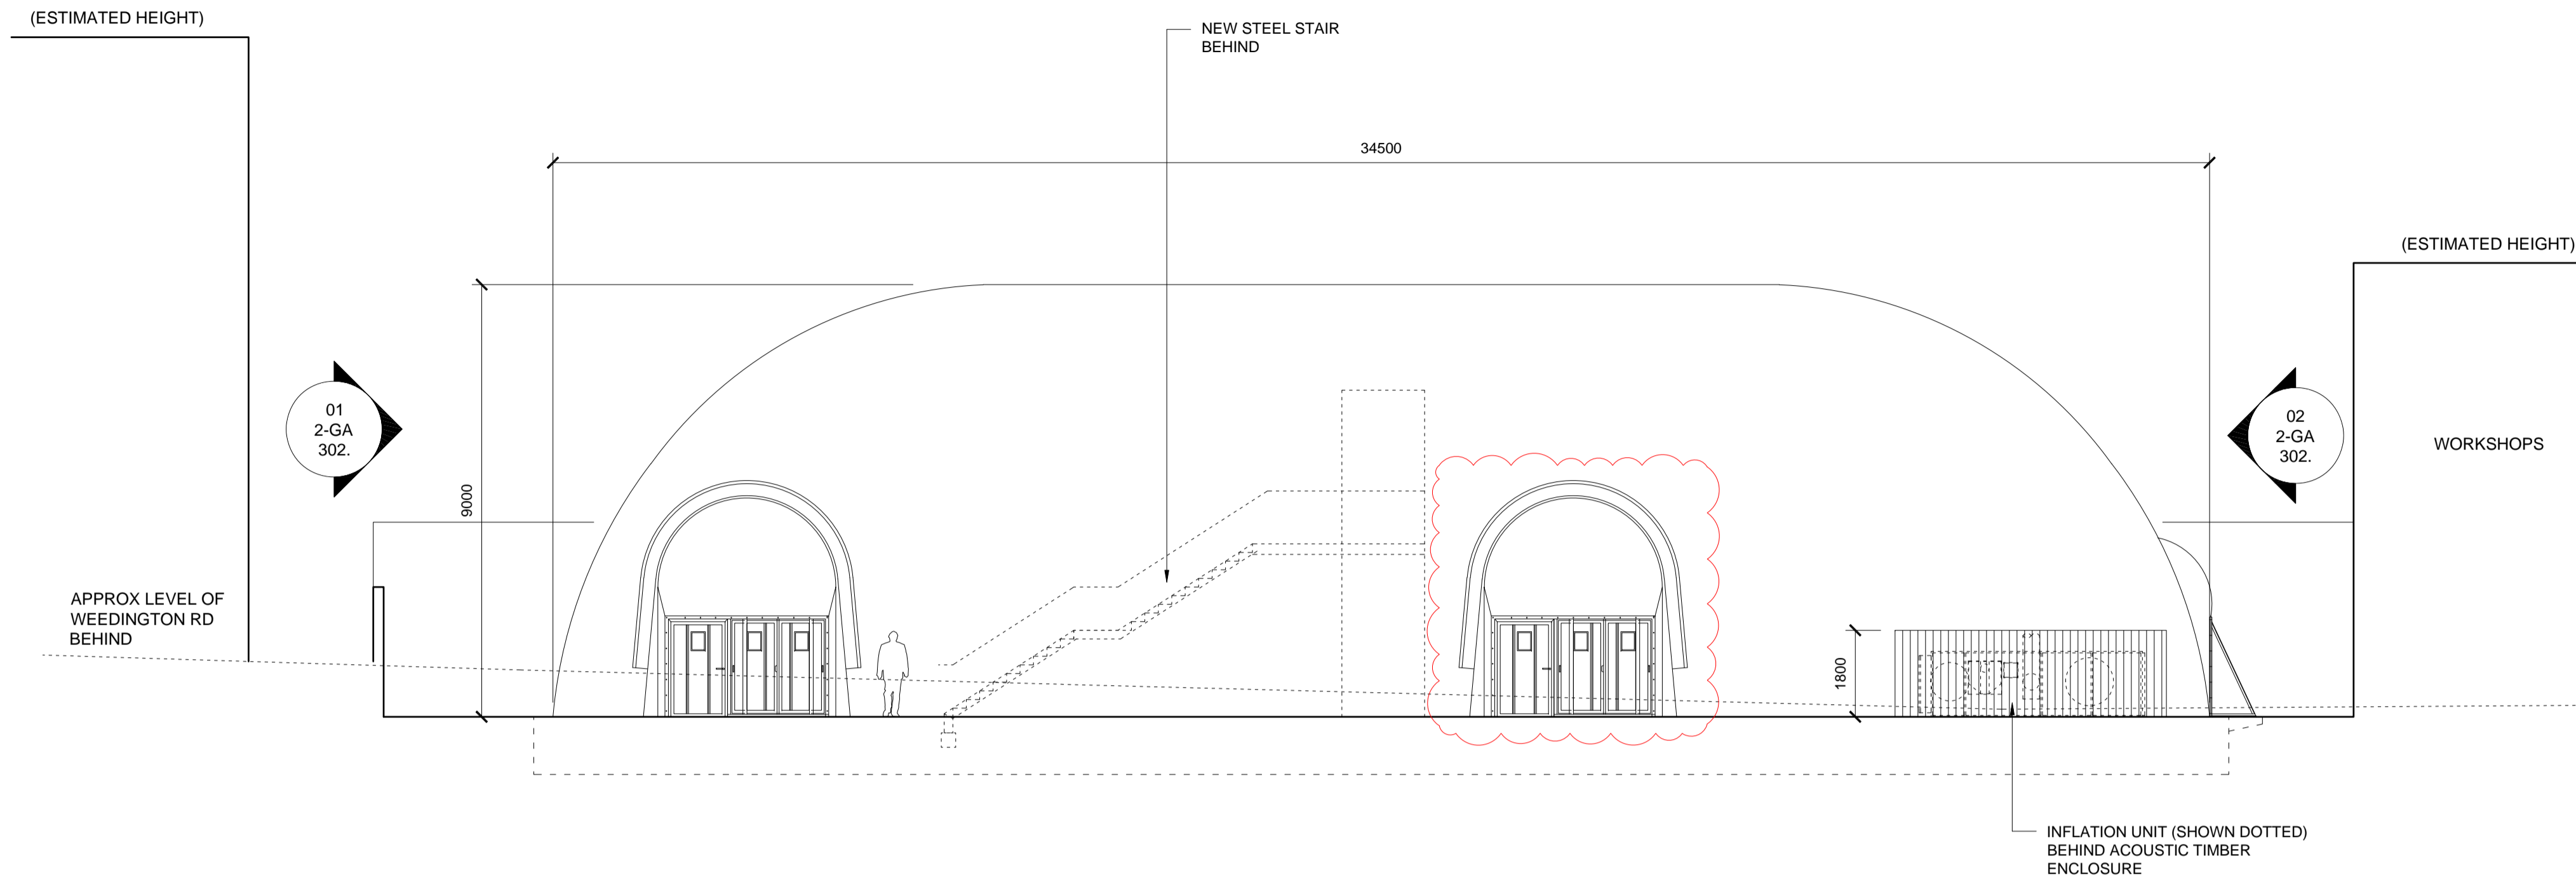 (ESTIMATED HEIGHT)
NEW STEEL STAIR
BEHIND
34500
(ESTIMATED HEIGHT)
01
2-GA
302.
02
2-GA
302.
WORKSHOPS
9000
APPROX LEVEL OF
WEEDINGTON RD
BEHIND
1800
INFLATION UNIT (SHOWN DOTTED)
BEHIND ACOUSTIC TIMBER
ENCLOSURE